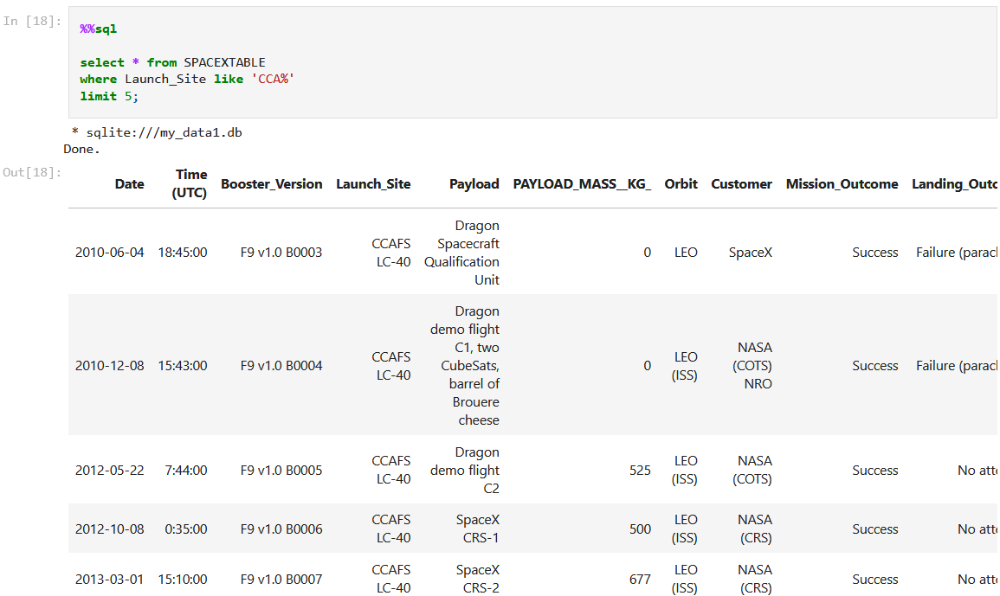 In [18]:
%%sql
select * from SPACEXTABLE
where Launch_Site like 'CCA%'
limit 5;
* sqlite:///my_data1.db
Done.
Out[18]:
Date Time (UTC) Booster_Version Launch_Site Payload PAYLOAD_MASS__KG_ Orbit Customer Mission_Outcome Landing_Outc
2010-06-04 18:45:00 F9 v1.0 B0003 CCAFS LC-40 Dragon Spacecraft Qualification Unit 0 LEO SpaceX Success Failure (parac
2010-12-08 15:43:00 F9 v1.0 B0004 CCAFS LC-40 Dragon demo flight C1, two CubeSats, barrel of Brouere cheese 0 LEO (ISS) NASA (COTS) NRO Success Failure (parac
2012-05-22 7:44:00 F9 v1.0 B0005 CCAFS LC-40 Dragon demo flight C2 525 LEO (ISS) NASA (COTS) Success No atte
2012-10-08 0:35:00 F9 v1.0 B0006 CCAFS LC-40 SpaceX CRS-1 500 LEO (ISS) NASA (CRS) Success No atte
2013-03-01 15:10:00 F9 v1.0 B0007 CCAFS LC-40 SpaceX CRS-2 677 LEO (ISS) NASA (CRS) Success No atte